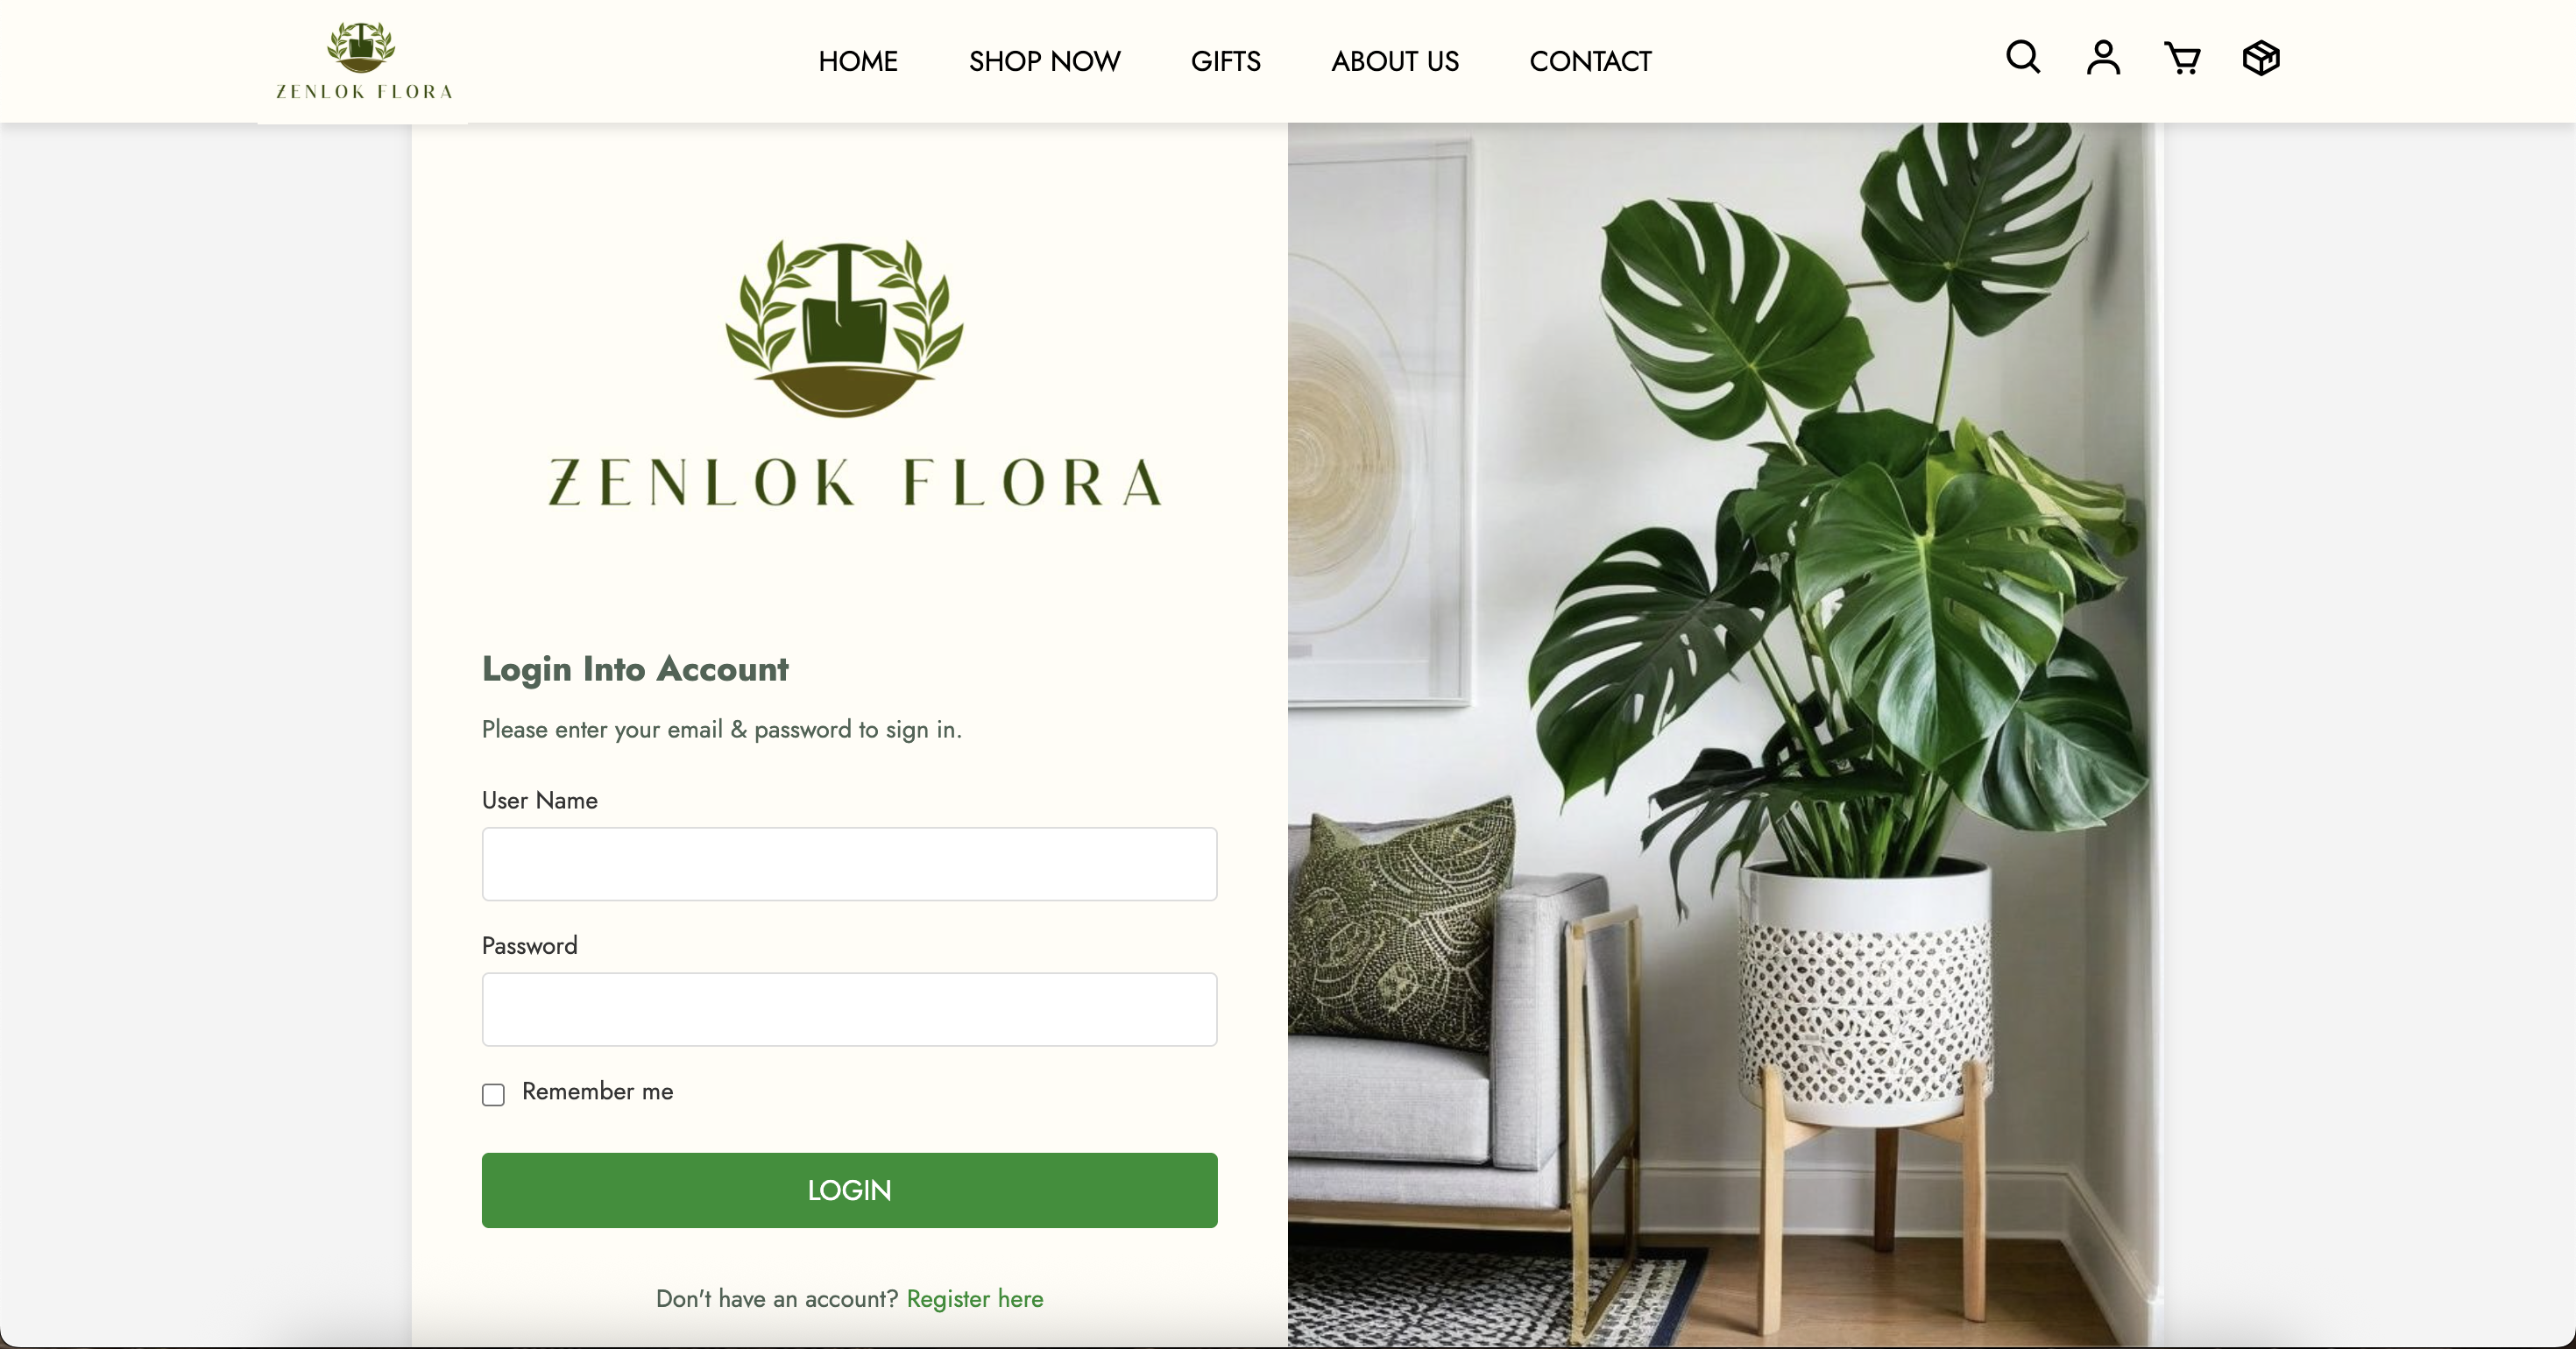 ZENLOK FLORA
HOME SHOP NOW GIFTS ABOUT US CONTACT
ZENLOK FLORA
Login Into Account
Please enter your email & password to sign in.
User Name
Password
Remember me
LOGIN
Don't have an account? Register here